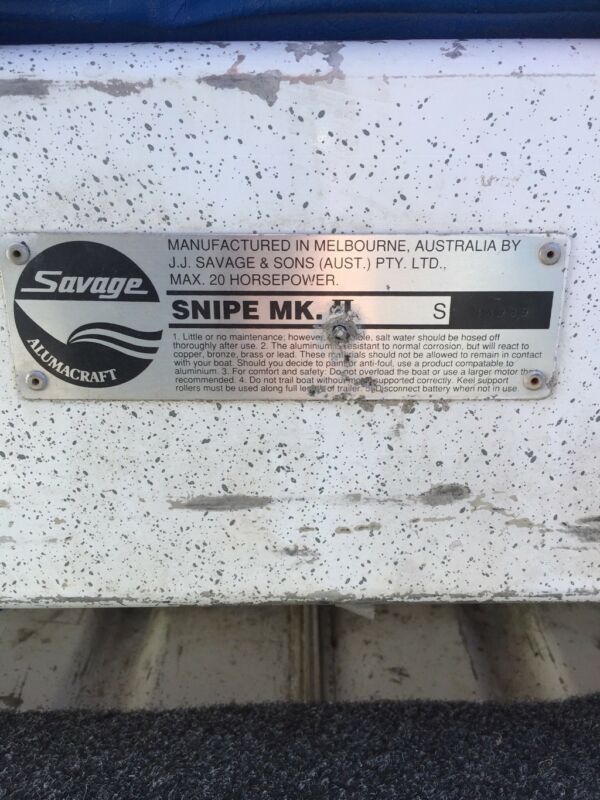 Savage
ALUMACRAFT
MANUFACTURED IN MELBOURNE, AUSTRALIA BY
J.J. SAVAGE & SONS (AUST.) PTY. LTD.,
MAX. 20 HORSEPOWER.
SNIPE MK. II S
1. Little or no maintenance; however, salt water should be hosed off
thoroughly after use. 2. The aluminum resistant to normal corrosion, but will react to
copper, bronze, brass or lead. These materials should not be allowed to remain in contact
with your boat. Should you decide to paint or anti-foul, use a product compatable to
aluminium. 3. For comfort and safety: Do not overload the boat or use a larger motor than
recommended. 4. Do not trail boat without supported correctly. Keel support
rollers must be used along full of trailer. 5. Disconnect battery when not in use.